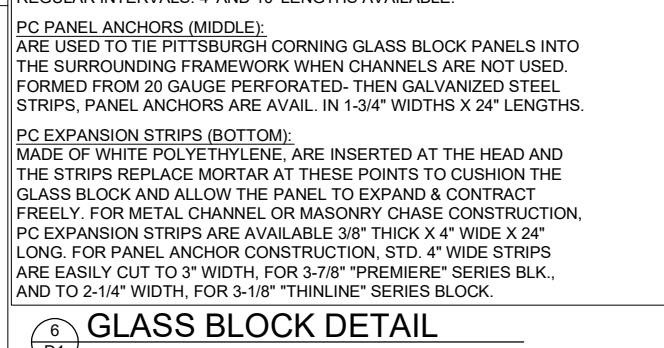 REGULAR INTERVALS. 4' AND 10' LENGTHS AVAILABLE.
PC PANEL ANCHORS (MIDDLE):
ARE USED TO TIE PITTSBURGH CORNING GLASS BLOCK PANELS INTO
THE SURROUNDING FRAMEWORK WHEN CHANNELS ARE NOT USED.
FORMED FROM 20 GAUGE PERFORATED- THEN GALVANIZED STEEL
STRIPS, PANEL ANCHORS ARE AVAIL. IN 1-3/4" WIDTHS X 24" LENGTHS.
PC EXPANSION STRIPS (BOTTOM):
MADE OF WHITE POLYETHYLENE, ARE INSERTED AT THE HEAD AND
THE STRIPS REPLACE MORTAR AT THESE POINTS TO CUSHION THE
GLASS BLOCK AND ALLOW THE PANEL TO EXPAND & CONTRACT
FREELY. FOR METAL CHANNEL OR MASONRY CHASE CONSTRUCTION,
PC EXPANSION STRIPS ARE AVAILABLE 3/8" THICK X 4" WIDE X 24"
LONG. FOR PANEL ANCHOR CONSTRUCTION, STD. 4" WIDE STRIPS
ARE EASILY CUT TO 3" WIDTH, FOR 3-7/8" "PREMIERE" SERIES BLK.,
AND TO 2-1/4" WIDTH, FOR 3-1/8" "THINLINE" SERIES BLOCK.
6 GLASS BLOCK DETAIL